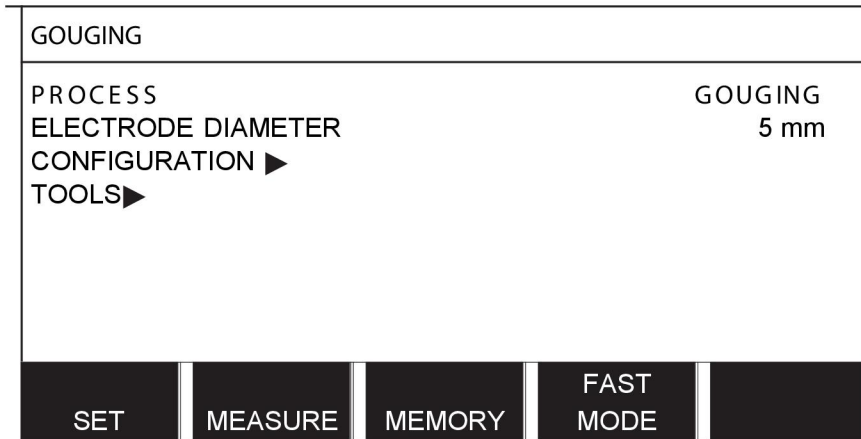 GOUGING
PROCESS GOUGING
ELECTRODE DIAMETER 5 mm
CONFIGURATION ▶
TOOLS▶
SET MEASURE MEMORY FAST MODE